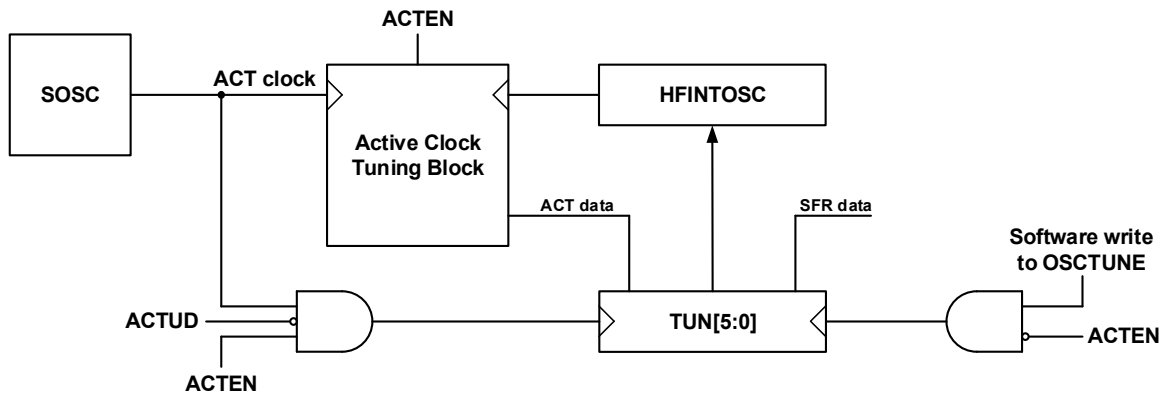 ACTEN
SOSC
ACT clock
HFINTOSC
Active Clock
Tuning Block
ACT data
SFR data
Software write
to OSCTUNE
ACTUD
TUN[5:0]
ACTEN
ACTEN